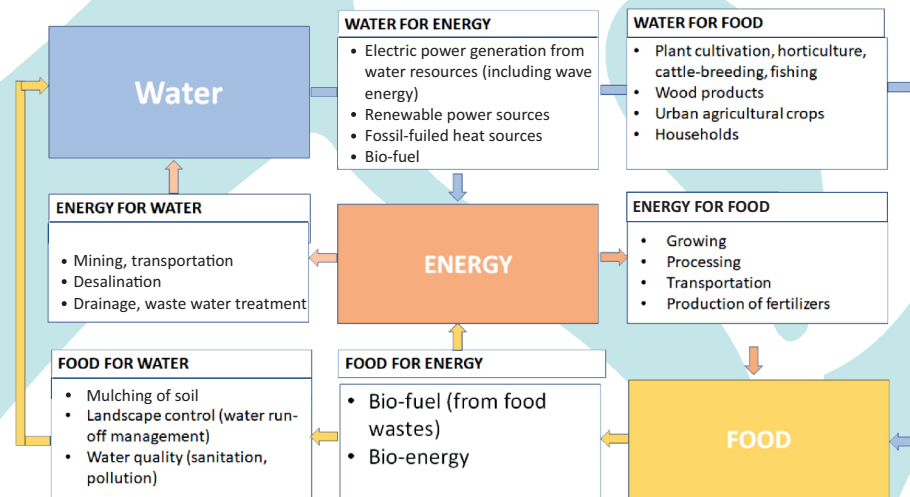 Water
WATER FOR ENERGY
• Electric power generation from
water resources (including wave
energy)
• Renewable power sources
• Fossil-fuiled heat sources
• Bio-fuel
WATER FOR FOOD
• Plant cultivation, horticulture,
cattle-breeding, fishing
• Wood products
• Urban agricultural crops
• Households
ENERGY FOR WATER
• Mining, transportation
• Desalination
• Drainage, waste water treatment
ENERGY
ENERGY FOR FOOD
• Growing
• Processing
• Transportation
• Production of fertilizers
FOOD FOR WATER
• Mulching of soil
• Landscape control (water run-
off management)
• Water quality (sanitation,
pollution)
FOOD FOR ENERGY
• Bio-fuel (from food
wastes)
• Bio-energy
FOOD